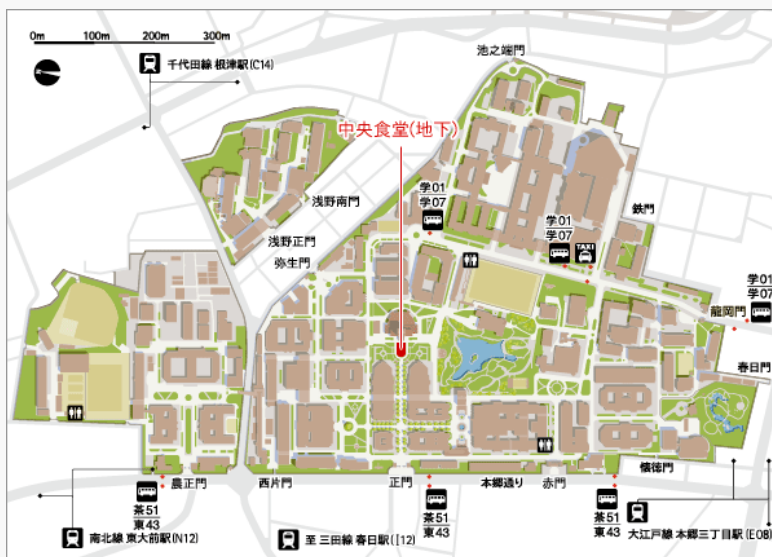 0m 100m 200m 300m
池之端門
千代田線 根津駅(C14)
中央食堂(地下)
浅野南門
学01
学07
学01
学07
TAXI
鉄門
浅野正門
弥生門
学01
学07
龍岡門
春日門
懐徳門
農正門
西片門
正門
本郷通り
赤門
茶51
東43
茶51
東43
茶51
東43
南北線 東大前駅(N12)
至 三田線 春日駅(I12)
大江戸線 本郷三丁目駅(E08)